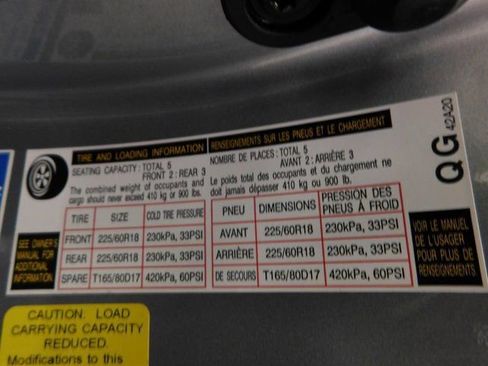 TIRE AND LOADING INFORMATION
SEATING CAPACITY: TOTAL 5
FRONT 2 : REAR 3
The combined weight of occupants and
cargo should never exceed 410 kg or 900 lbs.
TIRE SIZE COLD TIRE PRESSURE
FRONT 225/60R18 230kPa, 33PSI
REAR 225/60R18 230kPa, 33PSI
SPARE T165/80D17 420kPa, 60PSI
SEE OWNER'S
MANUAL FOR
ADDITIONAL
INFORMATION
RENSEIGNEMENTS SUR LES PNEUS ET LE CHARGEMENT
NOMBRE DE PLACES: TOTAL 5
AVANT 2 : ARRIÈRE 3
Le poids total des occupants et du chargement ne
doit jamais dépasser 410 kg ou 900 lb.
PNEU DIMENSIONS PRESSION DES
PNEUS À FROID
AVANT 225/60R18 230kPa, 33PSI
ARRIÈRE 225/60R18 230kPa, 33PSI
DE SECOURS T165/80D17 420kPa, 60PSI
VOIR LE MANUEL
DE L'USAGER
POUR PLUS DE
RENSEIGNEMENTS
QG 42A20
CAUTION: LOAD
CARRYING CAPACITY
REDUCED.
Modifications to this